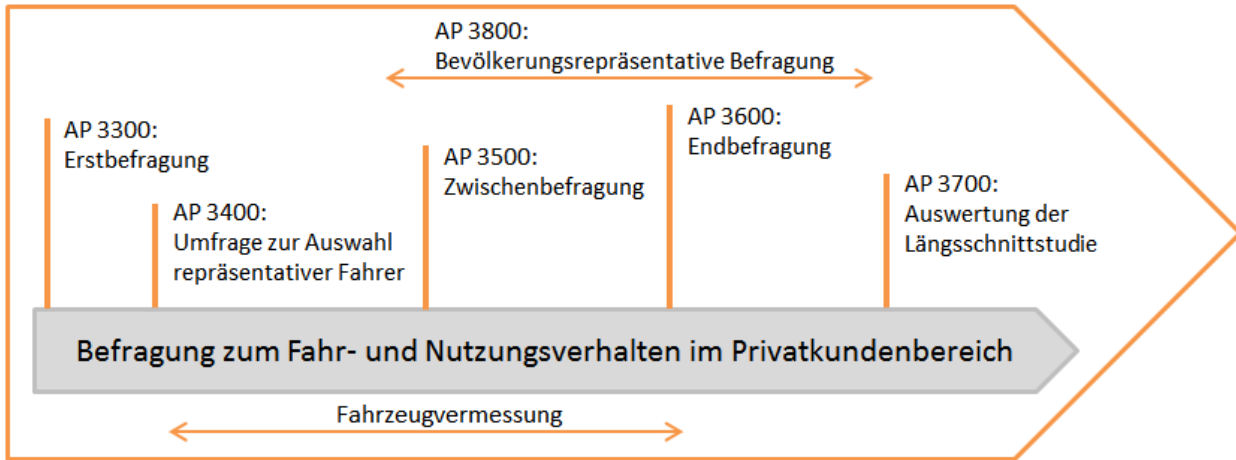 AP 3800:
Bevölkerungsrepräsentative Befragung
AP 3300:
Erstbefragung
AP 3400:
Umfrage zur Auswahl
repräsentativer Fahrer
AP 3500:
Zwischenbefragung
AP 3600:
Endbefragung
AP 3700:
Auswertung der
Längsschnittstudie
Befragung zum Fahr- und Nutzungsverhalten im Privatkundenbereich
Fahrzeugvermessung